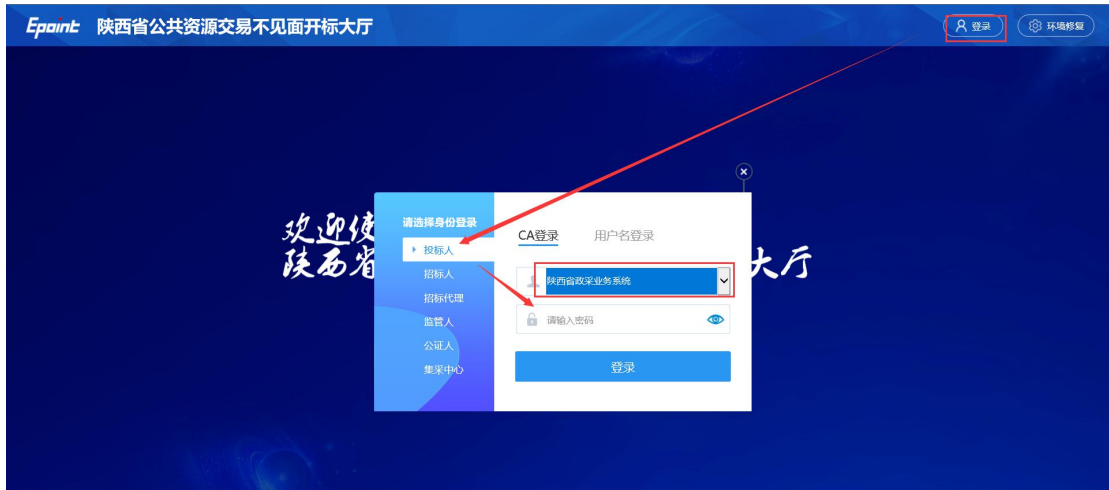 Epoint 陕西省公共资源交易不见面开标大厅
登录
环境修复
欢迎使
陕西省
大厅
请选择身份登录
投标人
招标人
招标代理
监管人
公证人
集采中心
CA登录 用户名登录
陕西省政采业务系统
请输入密码
登录